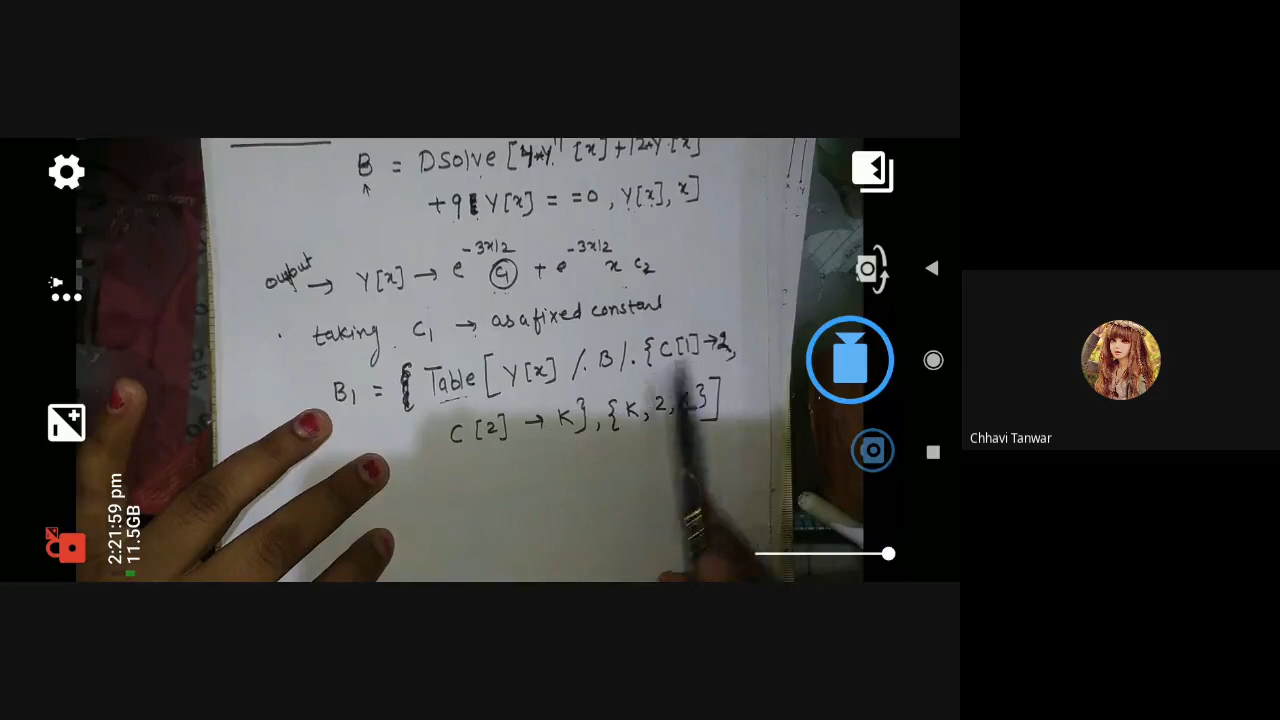 B = DSolve [4*Y'' [x] + 12*Y [x]
+ 9 Y[x] = = 0 , Y[x], x]
output → Y[x] → e^-3x/2 C1 + e^-3x/2 x C2
. taking C1 → as a fixed constant
B1 = Table [ Y[x] /. B /. { C[1] → 2,
C [2] → K} , { K, 2, }]
2:21:59 pm
11.5GB
Chhavi Tanwar